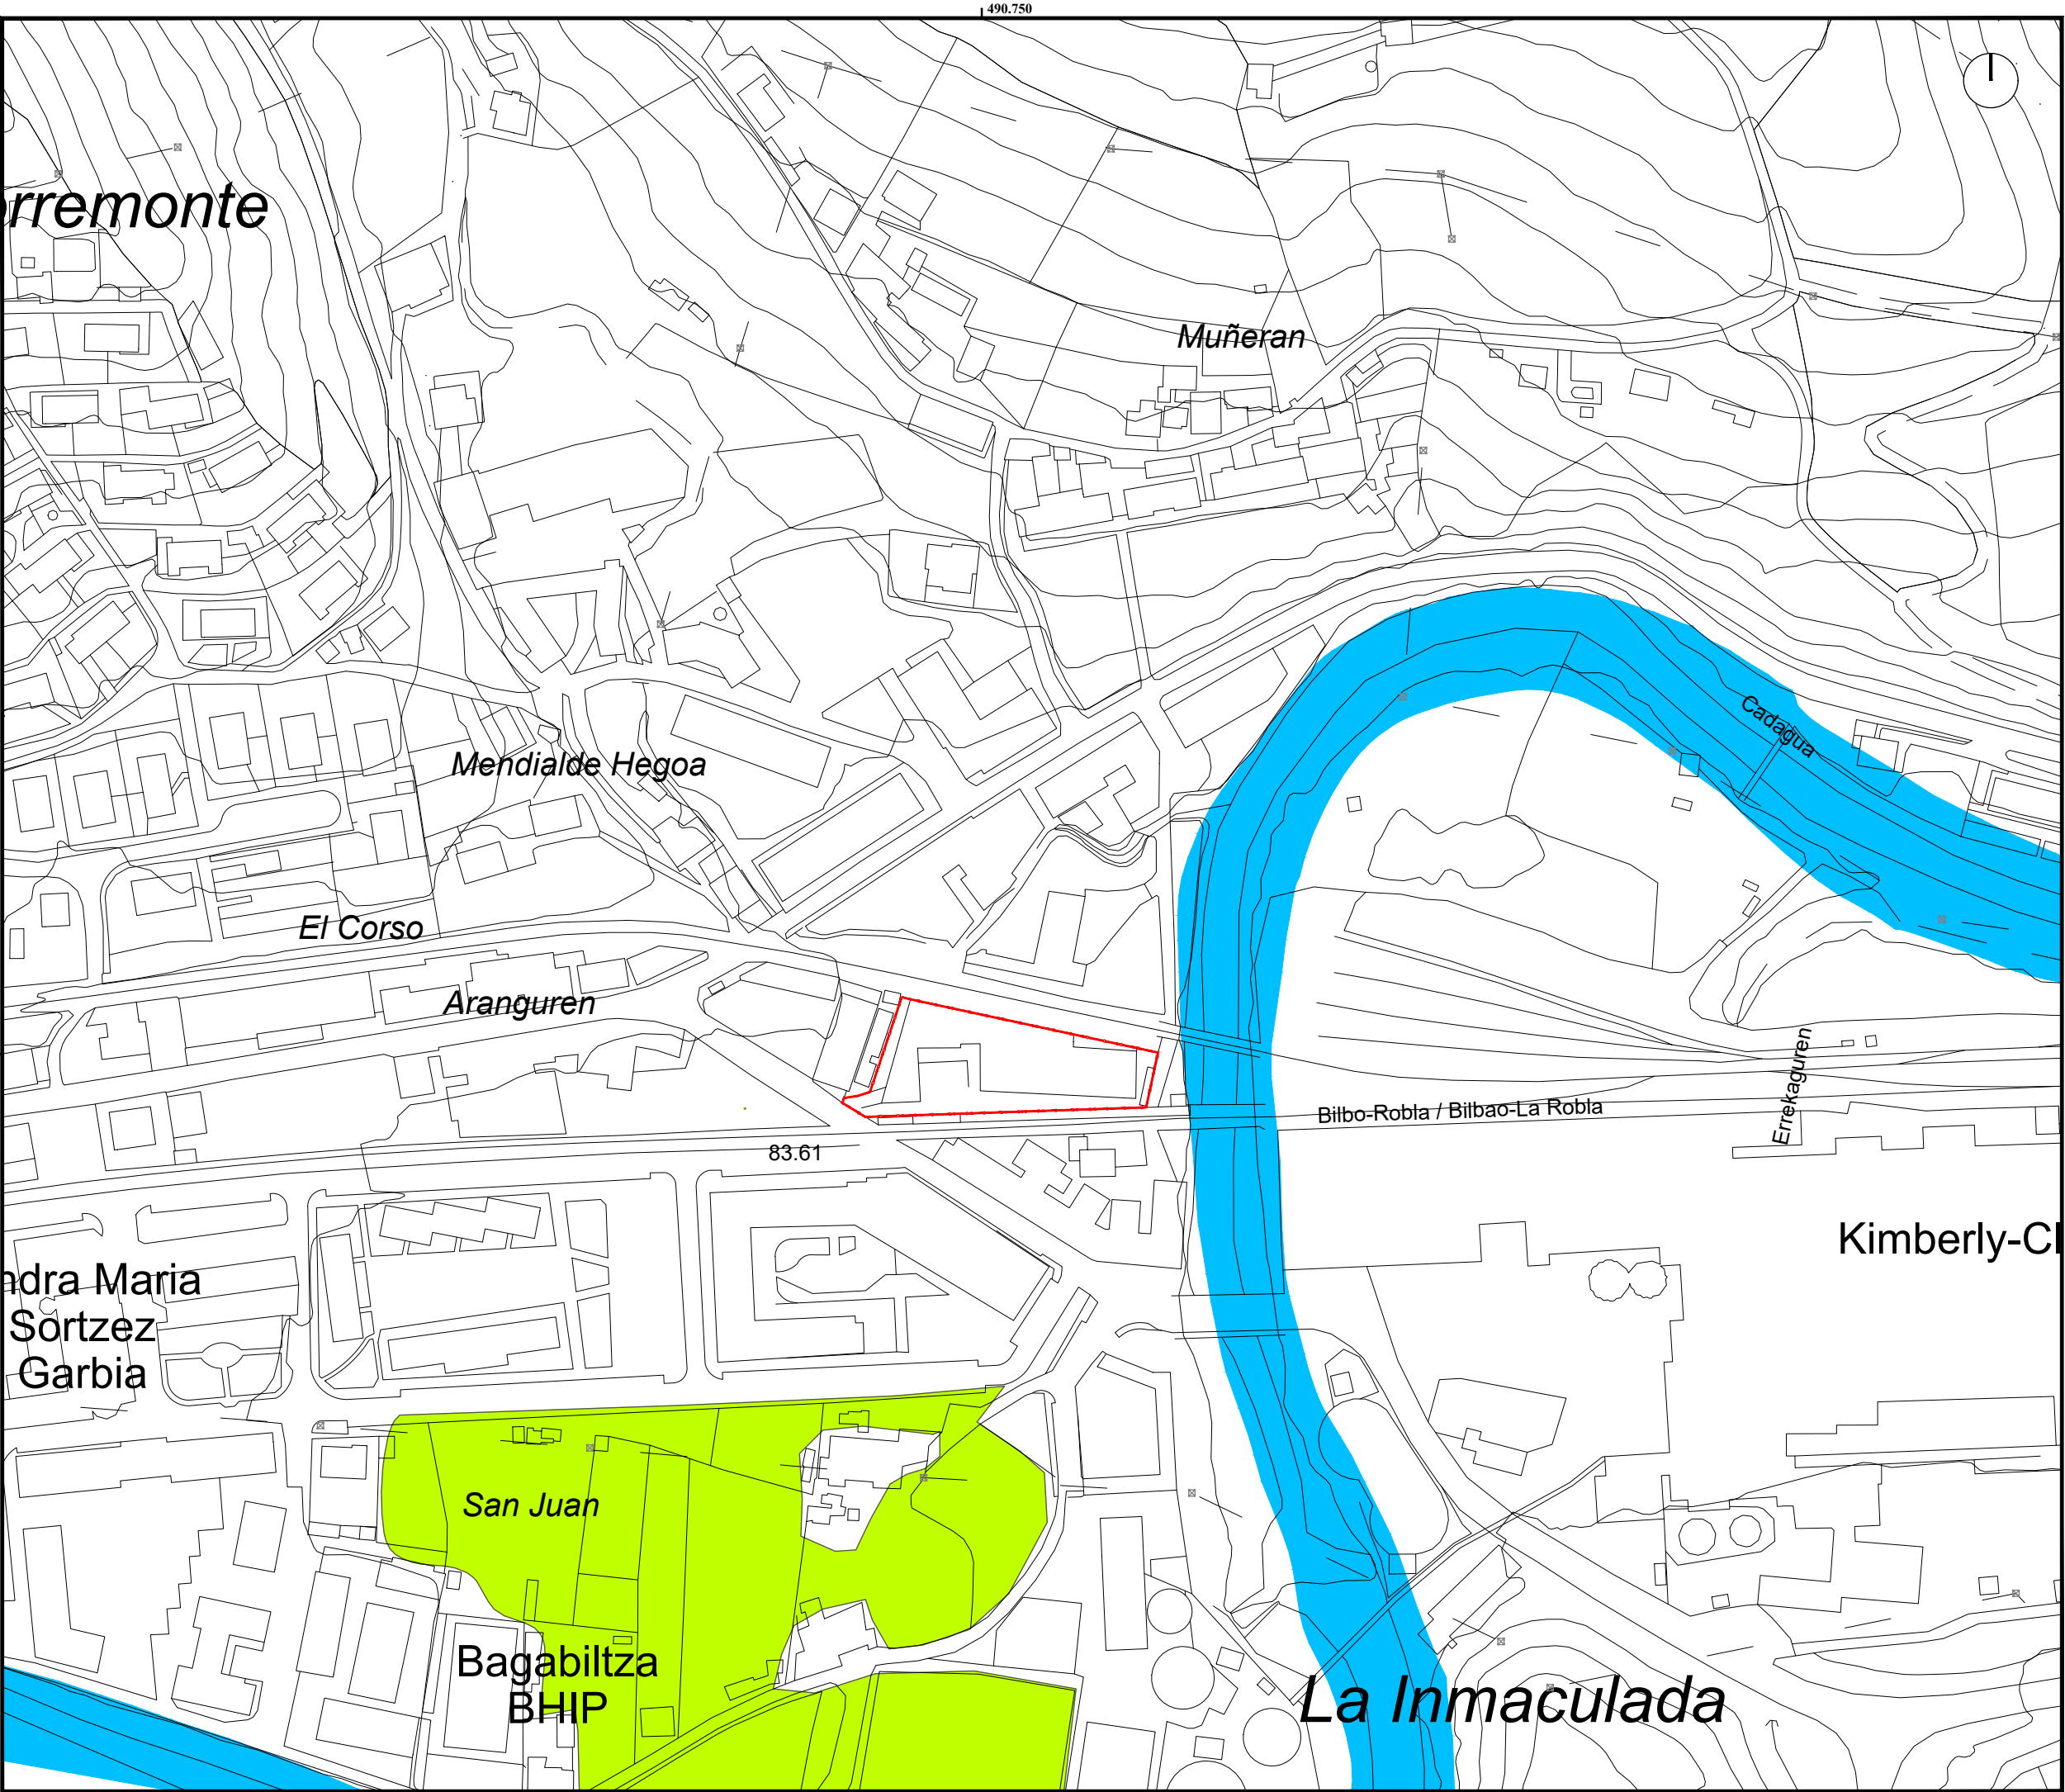 490.750
orremonte
Muñeran
Cadagua
Mendialde Hegoa
El Corso
Aranguren
Errekaguren
Bilbo-Robla / Bilbao-La Robla
83.61
Kimberly-Cl
ndra Maria
Sortzez
Garbia
San Juan
Bagabiltza
BHIP
La Inmaculada